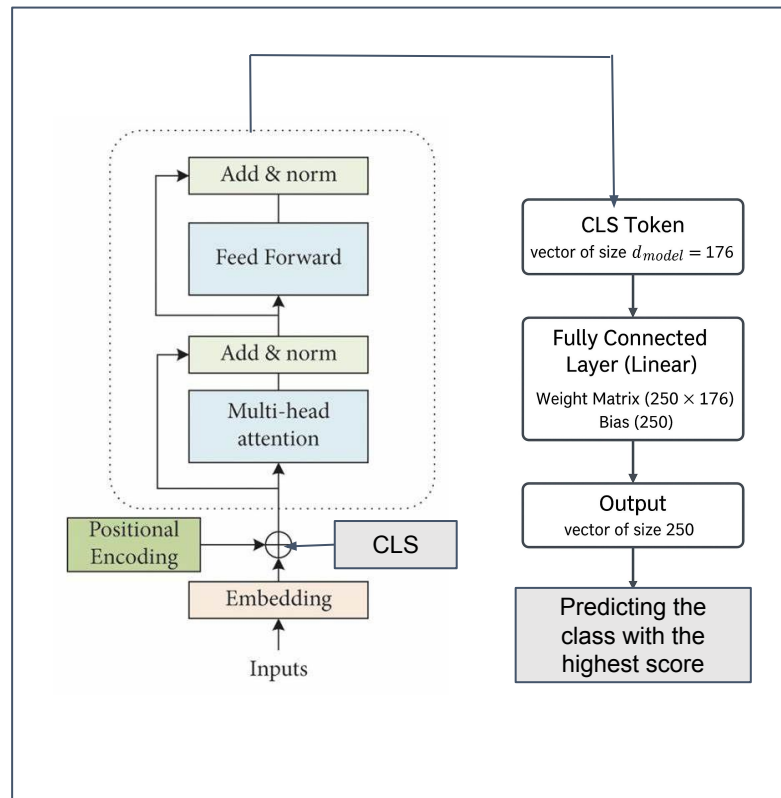 Add & norm
Feed Forward
Add & norm
Multi-head
attention
Positional
Encoding
CLS
Embedding
Inputs
CLS Token
vector of size d_{model} = 176
Fully Connected
Layer (Linear)
Weight Matrix (250 × 176)
Bias (250)
Output
vector of size 250
Predicting the
class with the
highest score